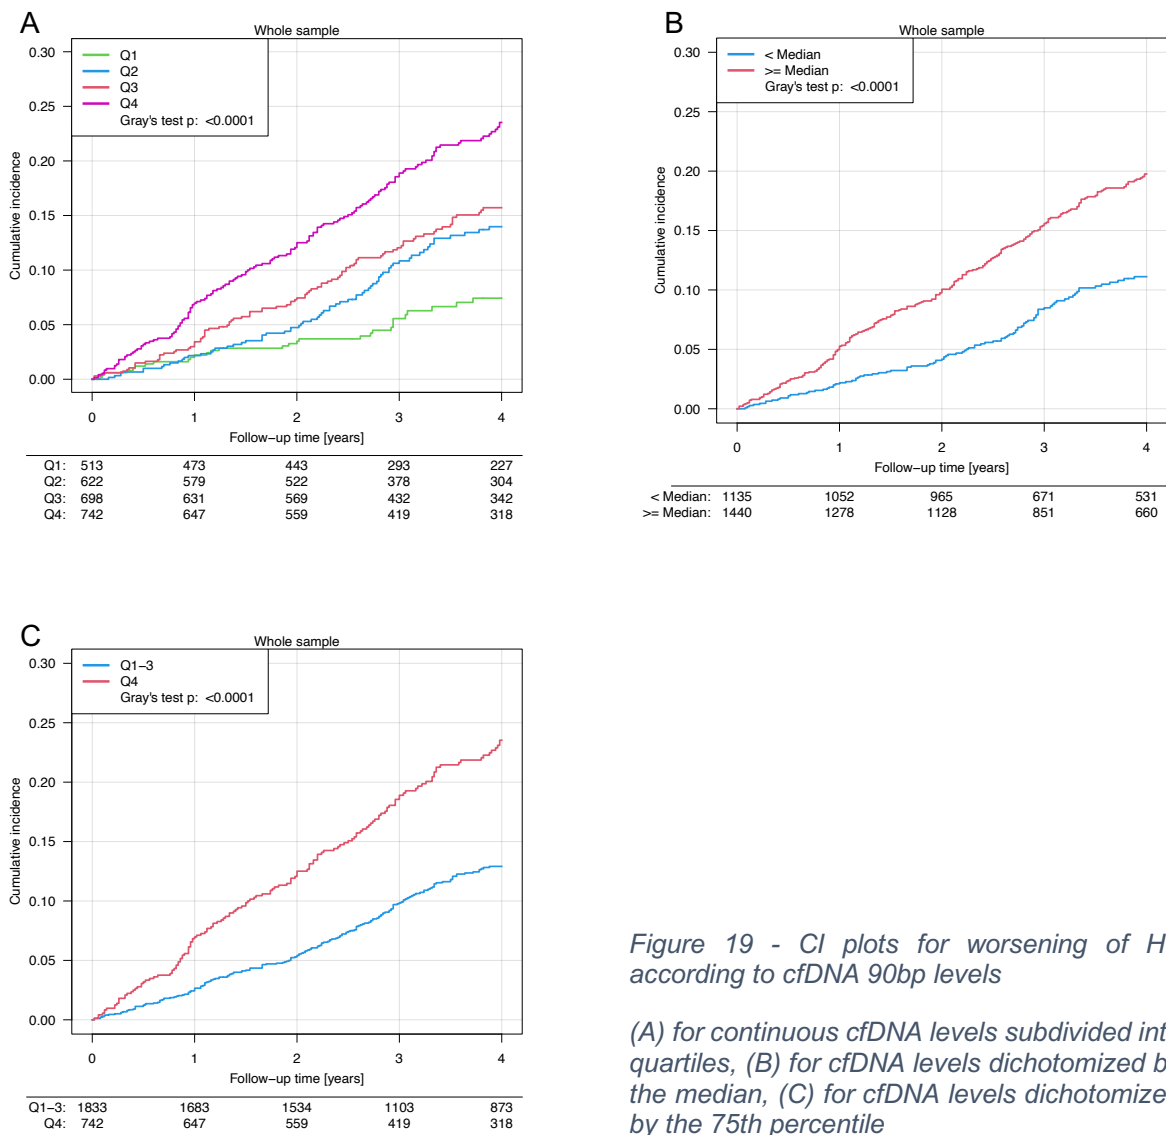 A
Whole sample
Q1
Q2
Q3
Q4
Gray's test p: <0.0001
0.30
0.25
0.20
0.15
0.10
0.05
0.00
Cumulative incidence
0 1 2 3 4
Follow−up time [years]
Q1: 513 473 443 293 227
Q2: 622 579 522 378 304
Q3: 698 631 569 432 342
Q4: 742 647 559 419 318
B
Whole sample
< Median
>= Median
Gray's test p: <0.0001
0.30
0.25
0.20
0.15
0.10
0.05
0.00
Cumulative incidence
0 1 2 3 4
Follow−up time [years]
< Median: 1135 1052 965 671 531
>= Median: 1440 1278 1128 851 660
C
Whole sample
Q1−3
Q4
Gray's test p: <0.0001
0.30
0.25
0.20
0.15
0.10
0.05
0.00
Cumulative incidence
0 1 2 3 4
Follow−up time [years]
Q1−3: 1833 1683 1534 1103 873
Q4: 742 647 559 419 318
Figure 19 - CI plots for worsening of
according to cfDNA 90bp levels
(A) for continuous cfDNA levels subdivided
quartiles, (B) for cfDNA levels dichotomized
the median, (C) for cfDNA levels
by the 75th percentile